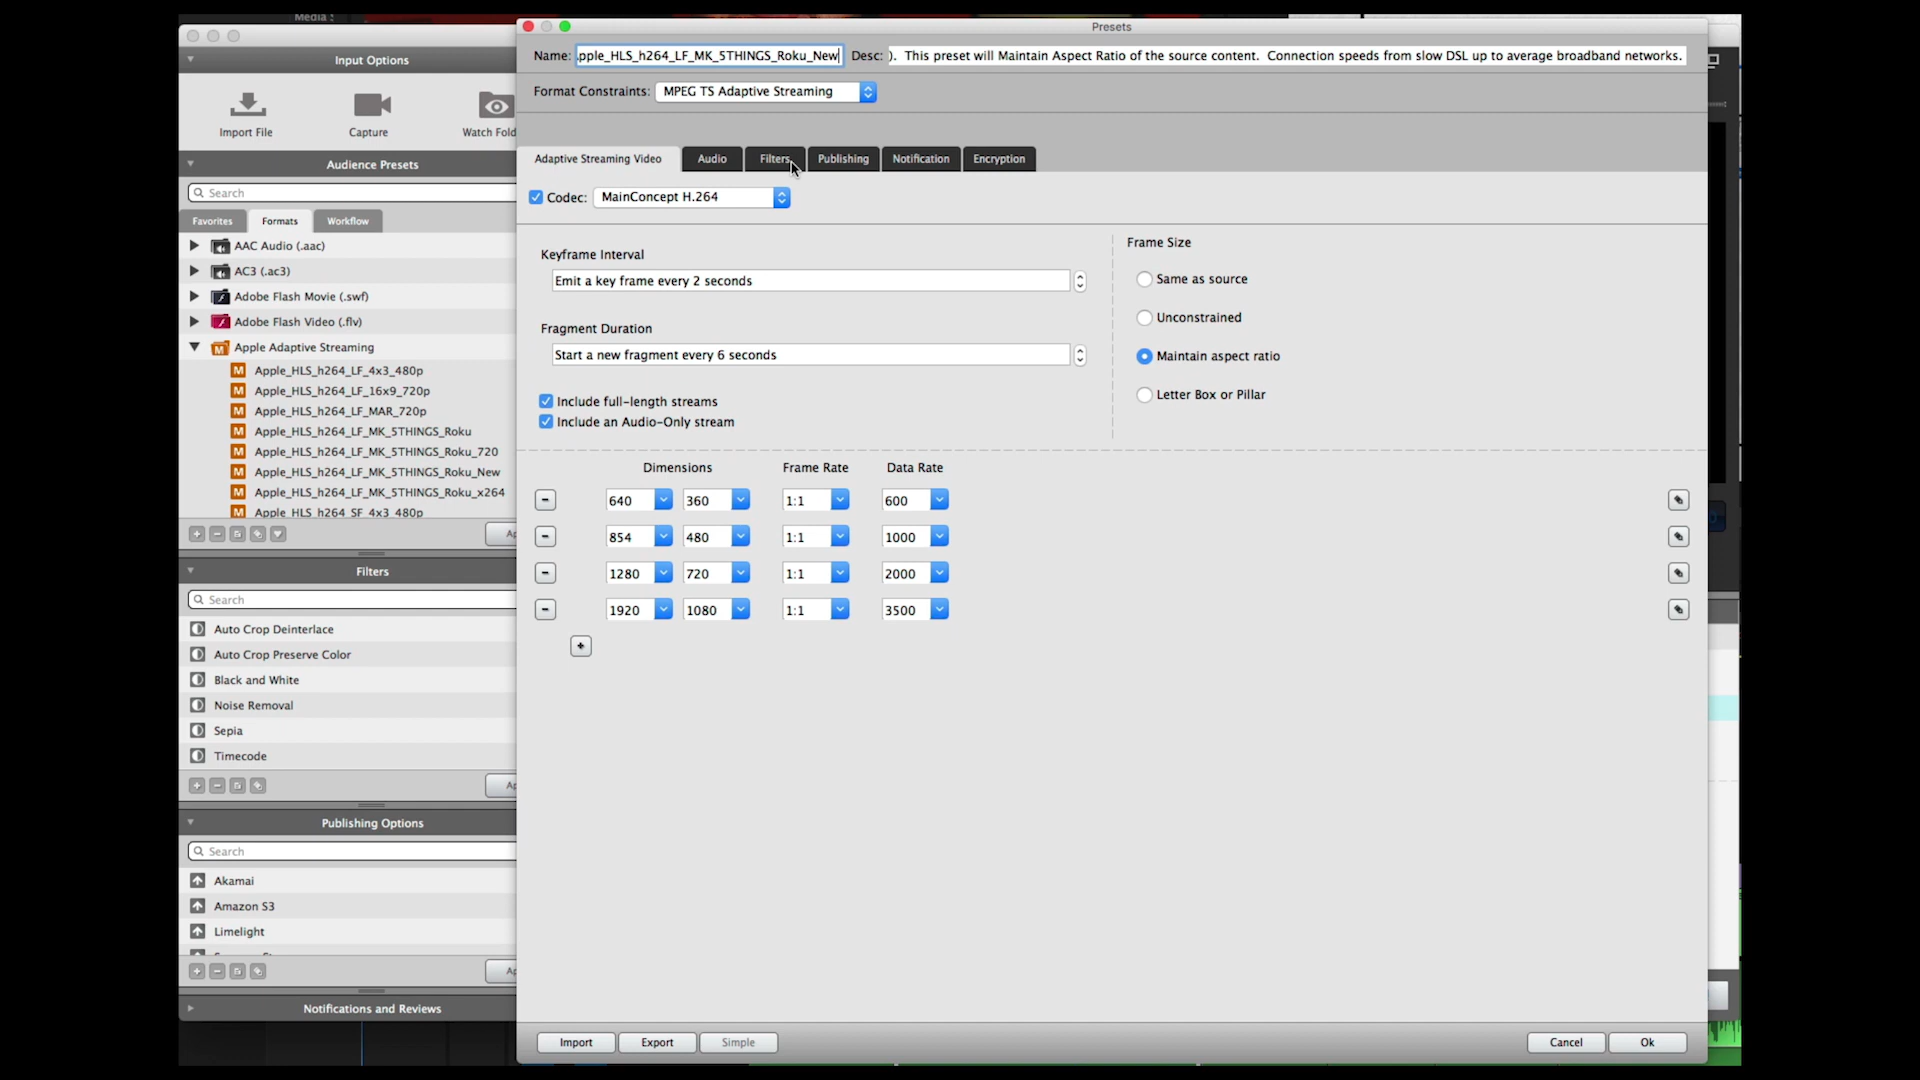 Media :
Presets
Name: pple_HLS_h264_LF_MK_5THINGS_Roku_New Desc: ). This preset will Maintain Aspect Ratio of the source content. Connection speeds from slow DSL up to average broadband networks.
Format Constraints: MPEG TS Adaptive Streaming
Input Options
Import File Capture Watch Fold
Audience Presets
Search
Favorites Formats Workflow
AAC Audio (.aac)
AC3 (.ac3)
Adobe Flash Movie (.swf)
Adobe Flash Video (.flv)
Apple Adaptive Streaming
Apple_HLS_h264_LF_4x3_480p
Apple_HLS_h264_LF_16x9_720p
Apple_HLS_h264_LF_MAR_720p
Apple_HLS_h264_LF_MK_5THINGS_Roku
Apple_HLS_h264_LF_MK_5THINGS_Roku_720
Apple_HLS_h264_LF_MK_5THINGS_Roku_New
Apple_HLS_h264_LF_MK_5THINGS_Roku_x264
Apple_HLS_h264_SF_4x3_480p
Ap
Filters
Search
Auto Crop Deinterlace
Auto Crop Preserve Color
Black and White
Noise Removal
Sepia
Timecode
Ap
Publishing Options
Search
Akamai
Amazon S3
Limelight
Ap
Notifications and Reviews
Adaptive Streaming Video Audio Filters Publishing Notification Encryption
Codec: MainConcept H.264
Keyframe Interval
Emit a key frame every 2 seconds
Fragment Duration
Start a new fragment every 6 seconds
Include full-length streams
Include an Audio-Only stream
Frame Size
Same as source
Unconstrained
Maintain aspect ratio
Letter Box or Pillar
Dimensions Frame Rate Data Rate
640 360 1:1 600
854 480 1:1 1000
1280 720 1:1 2000
1920 1080 1:1 3500
Import Export Simple Cancel Ok